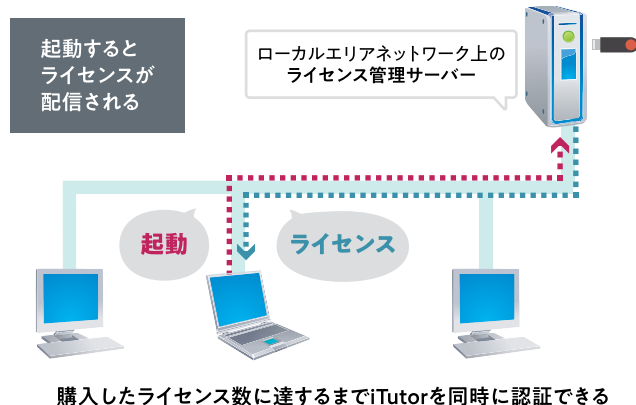 起動すると
ライセンスが
配信される
ローカルエリアネットワーク上の
ライセンス管理サーバー
起動
ライセンス
購入したライセンス数に達するまでiTutorを同時に認証できる